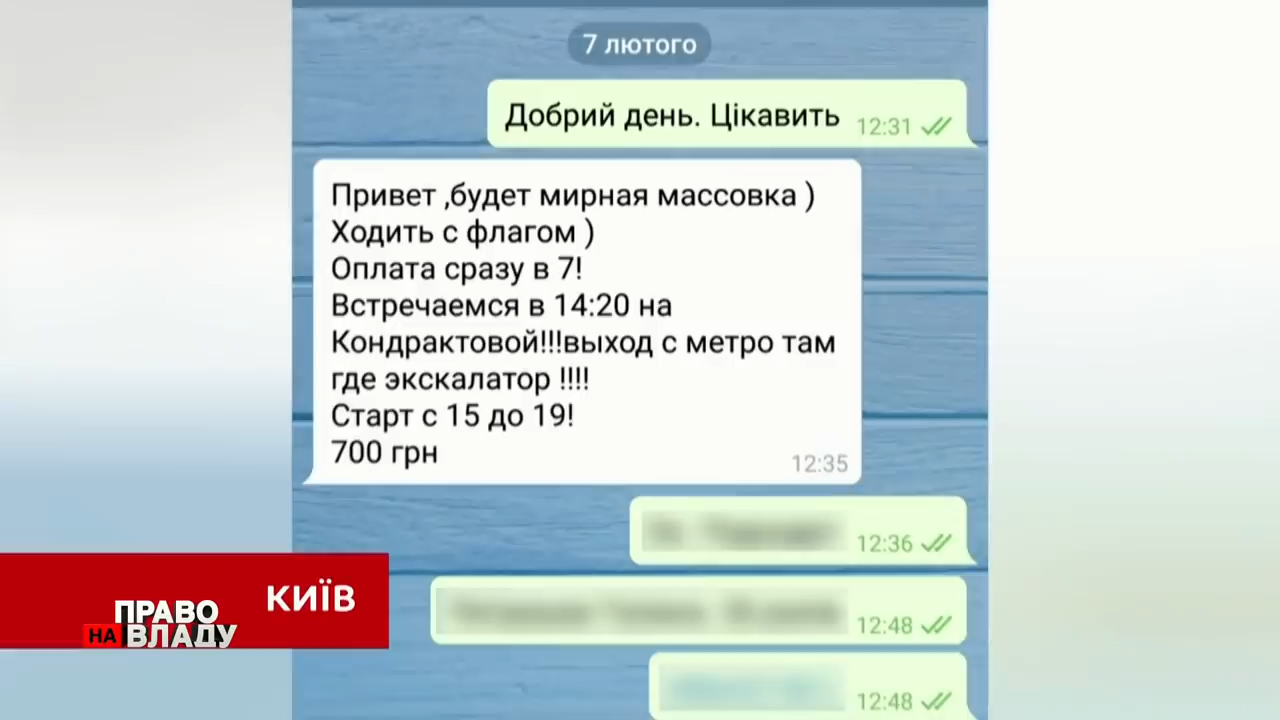 7 лютого
Добрий день. Цікавить
12:31
Привет ,будет мирная массовка )
Ходить с флагом )
Оплата сразу в 7!
Встречаемся в 14:20 на
Кондрактовой!!!выход с метро там
где экскалатор !!!!
Старт с 15 до 19!
700 грн
12:35
12:36
12:48
12:48
КИЇВ
ПРАВО
НА ВЛАДУ